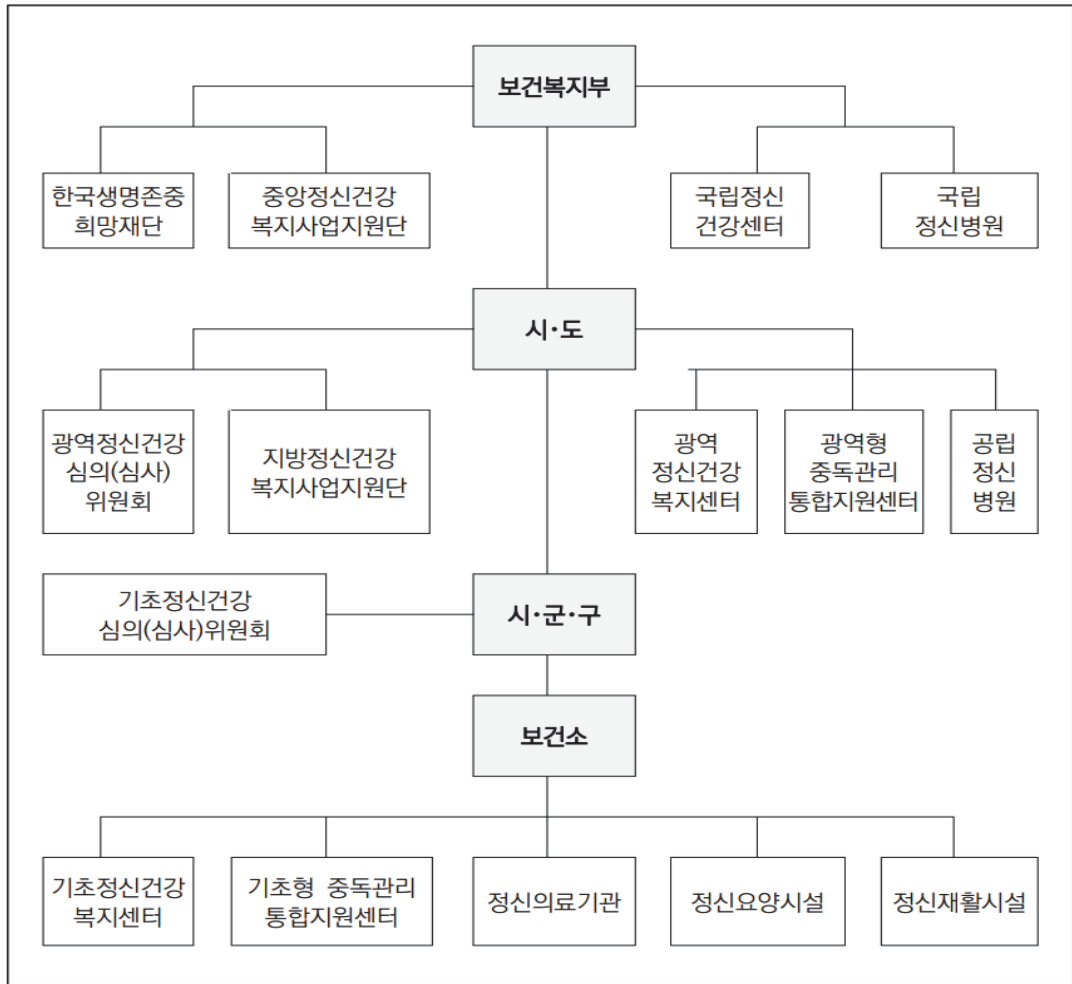 보건복지부
한국생명존중
희망재단
중앙정신건강
복지사업지원단
국립정신
건강센터
국립
정신병원
시·도
광역정신건강
심의(심사)
위원회
지방정신건강
복지사업지원단
광역
정신건강
복지센터
광역형
중독관리
통합지원센터
공립
정신
병원
기초정신건강
심의(심사)위원회
시·군·구
보건소
기초정신건강
복지센터
기초형 중독관리
통합지원센터
정신의료기관
정신요양시설
정신재활시설